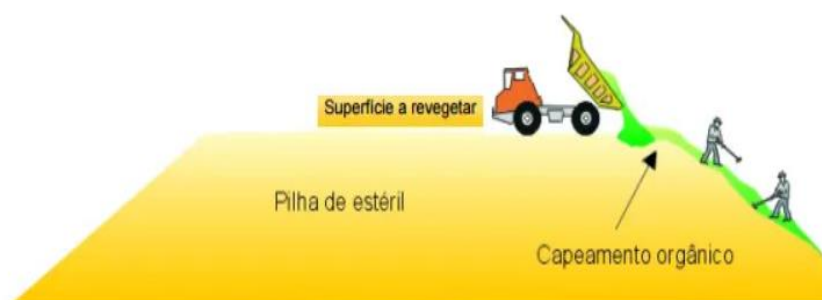 Superfície a revegetar
Pilha de estéril
Capeamento orgânico